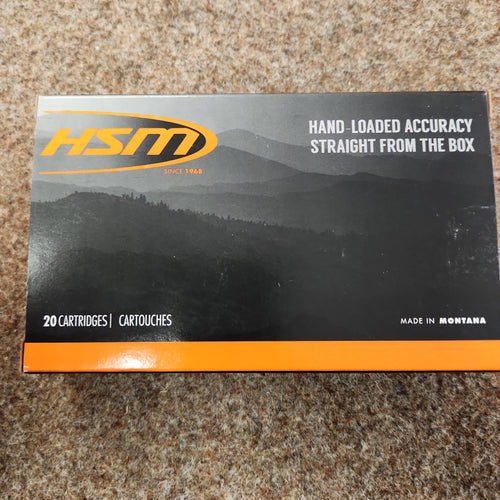 HSM
SINCE 1968
HAND-LOADED ACCURACY
STRAIGHT FROM THE BOX
20 CARTRIDGES | CARTOUCHES
MADE IN MONTANA